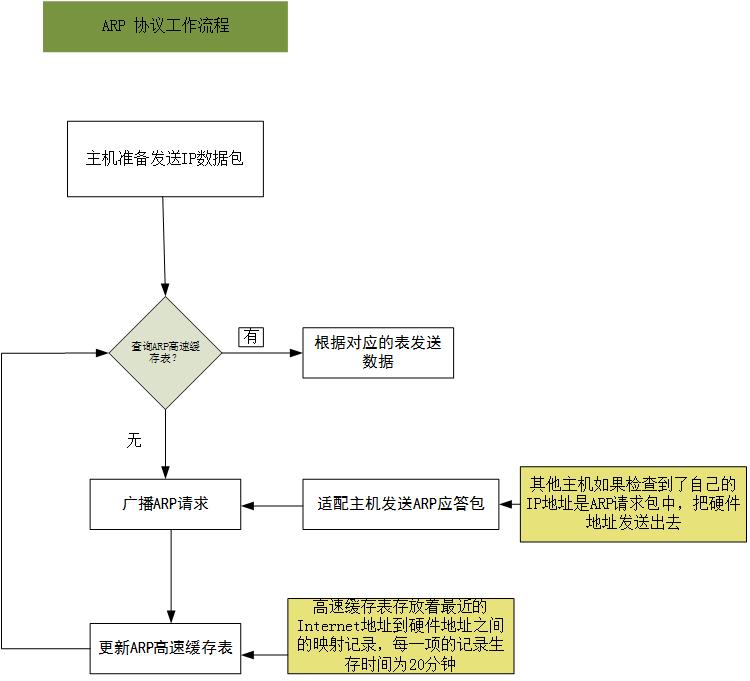 ARP 协议工作流程
主机准备发送IP数据包
查询ARP高速缓
存表?
有
根据对应的表发送
数据
无
广播ARP请求
适配主机发送ARP应答包
其他主机如果检查到了自己的
IP地址是ARP请求包中，把硬件
地址发送出去
更新ARP高速缓存表
高速缓存表存放着最近的
Internet地址到硬件地址之间
的映射记录，每一项的记录生
存时间为20分钟